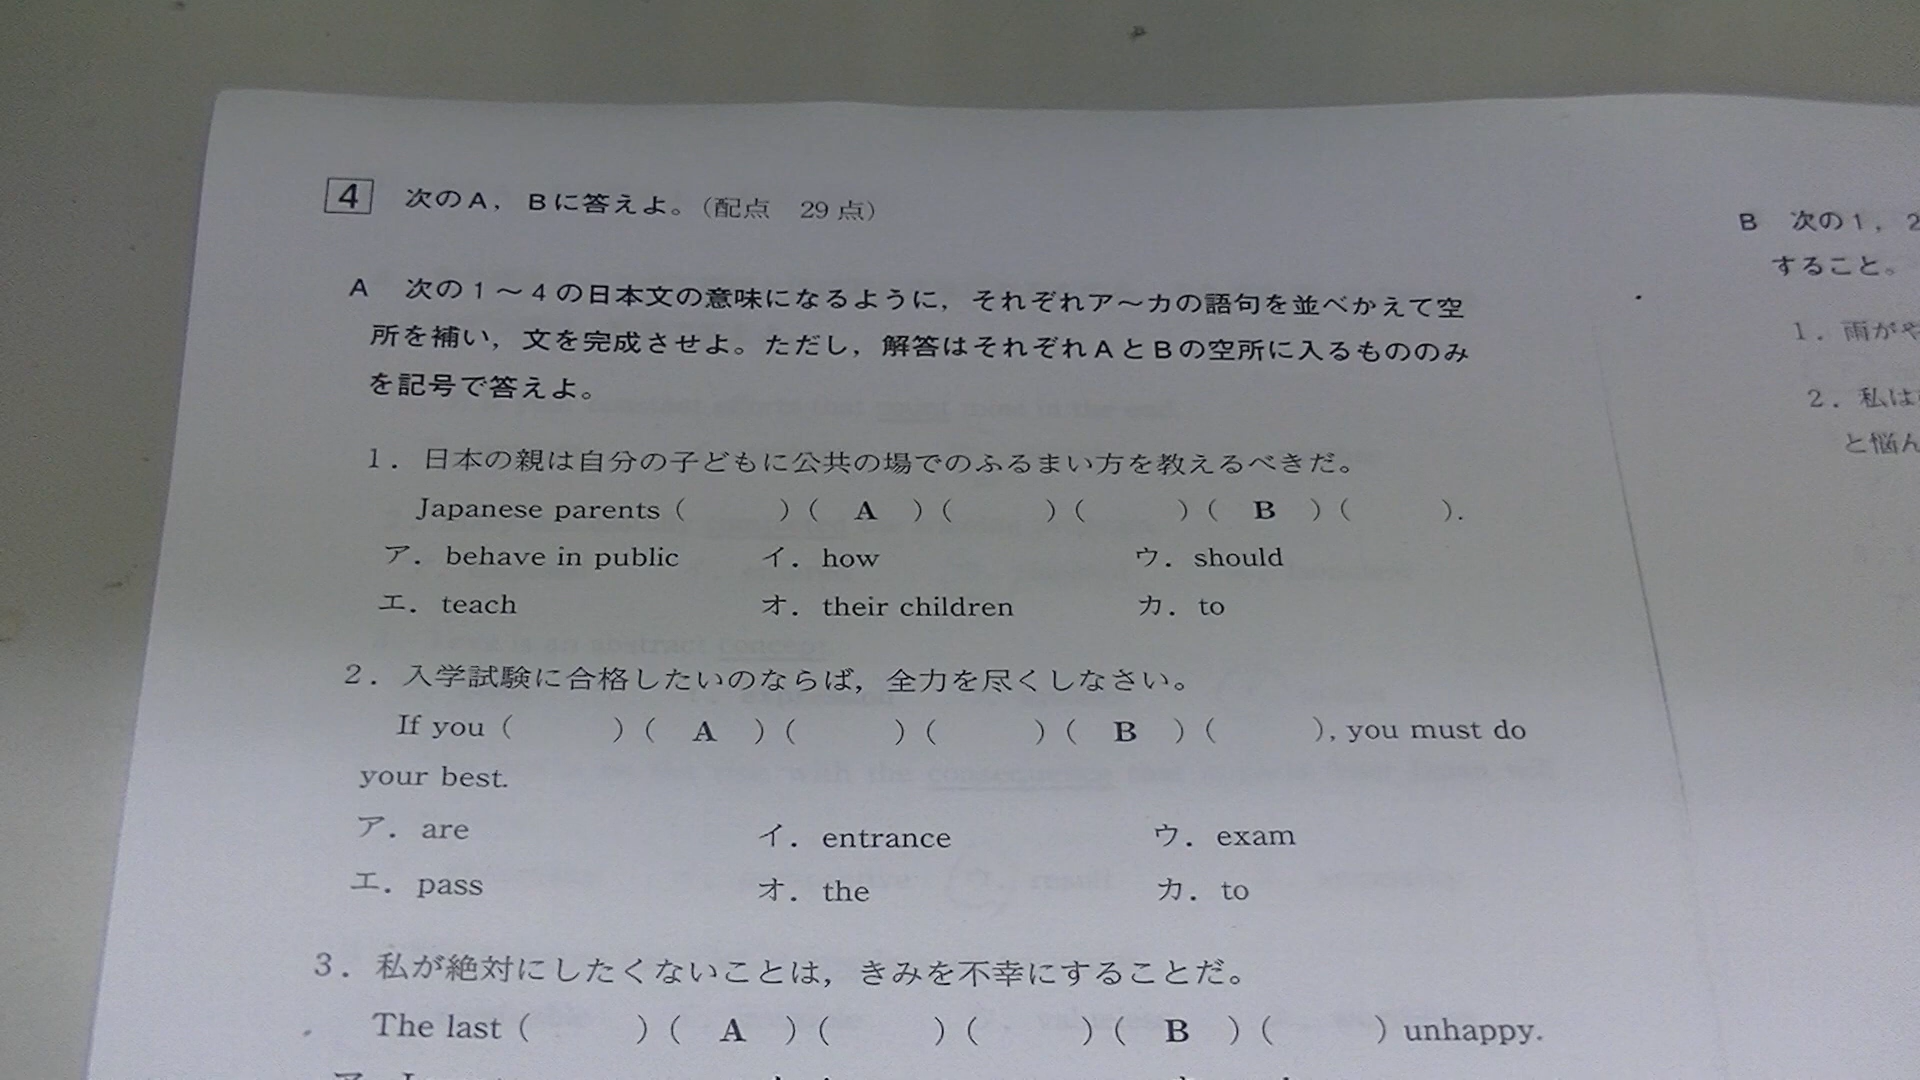 4 次のA，Bに答えよ。（配点　29点）
A　次の1～4の日本文の意味になるように，それぞれア～カの語句を並べかえて空
所を補い，文を完成させよ。ただし，解答はそれぞれAとBの空所に入るもののみ
を記号で答えよ。
1．日本の親は自分の子どもに公共の場でのふるまい方を教えるべきだ。
Japanese parents (　　) (　A　) (　　) (　　) (　B　) (　　).
ア．behave in public　イ．how　ウ．should
エ．teach　オ．their children　カ．to
2．入学試験に合格したいのならば，全力を尽くしなさい。
If you (　　) (　A　) (　　) (　　) (　B　) (　　), you must do
your best.
ア．are　イ．entrance　ウ．exam
エ．pass　オ．the　カ．to
3．私が絶対にしたくないことは，きみを不幸にすることだ。
The last (　　) (　A　) (　　) (　　) (　B　) (　　) unhappy.
B　次の1，2
すること。
1．雨がや
2．私は
と悩ん